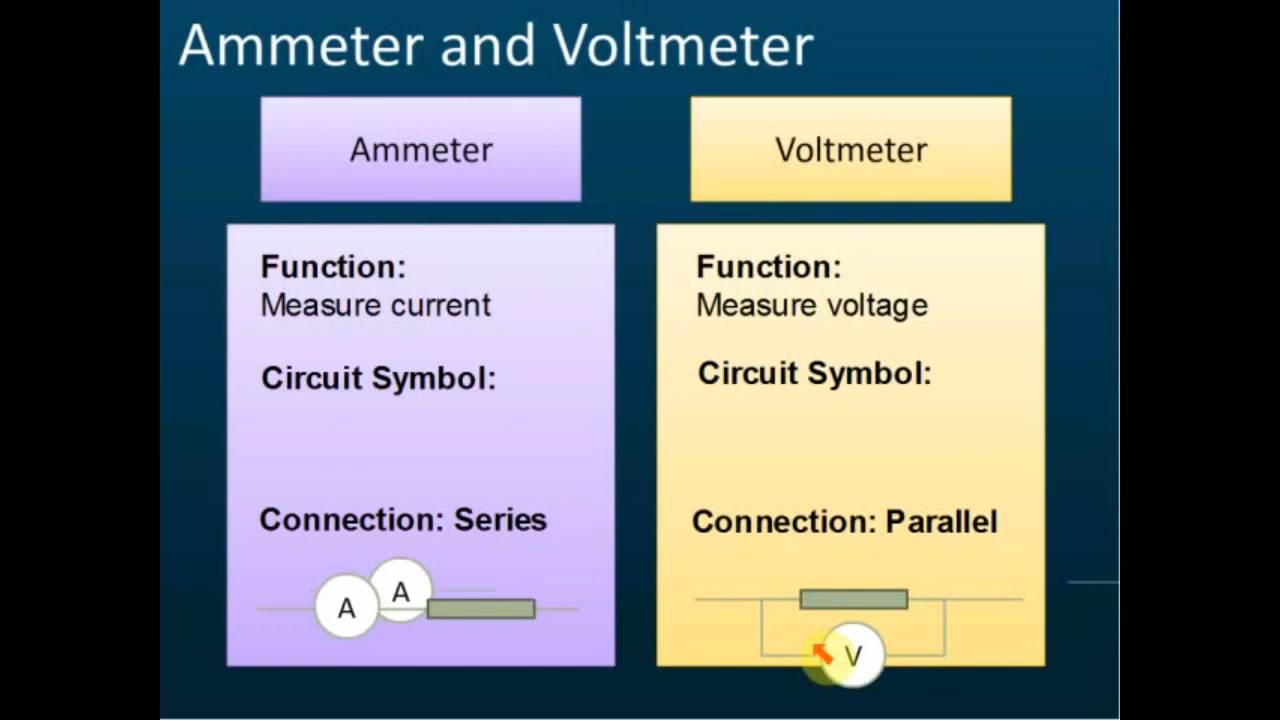 Ammeter and Voltmeter
Ammeter
Function:
Measure current
Circuit Symbol:
Connection: Series
A
A
Voltmeter
Function:
Measure voltage
Circuit Symbol:
Connection: Parallel
V